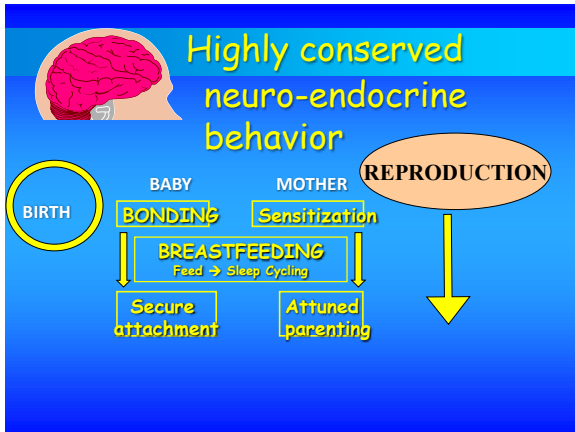 Highly conserved
neuro-endocrine
behavior
REPRODUCTION
BABY
MOTHER
BIRTH
BONDING
Sensitization
BREASTFEEDING
Feed → Sleep Cycling
Secure
attachment
Attuned
parenting